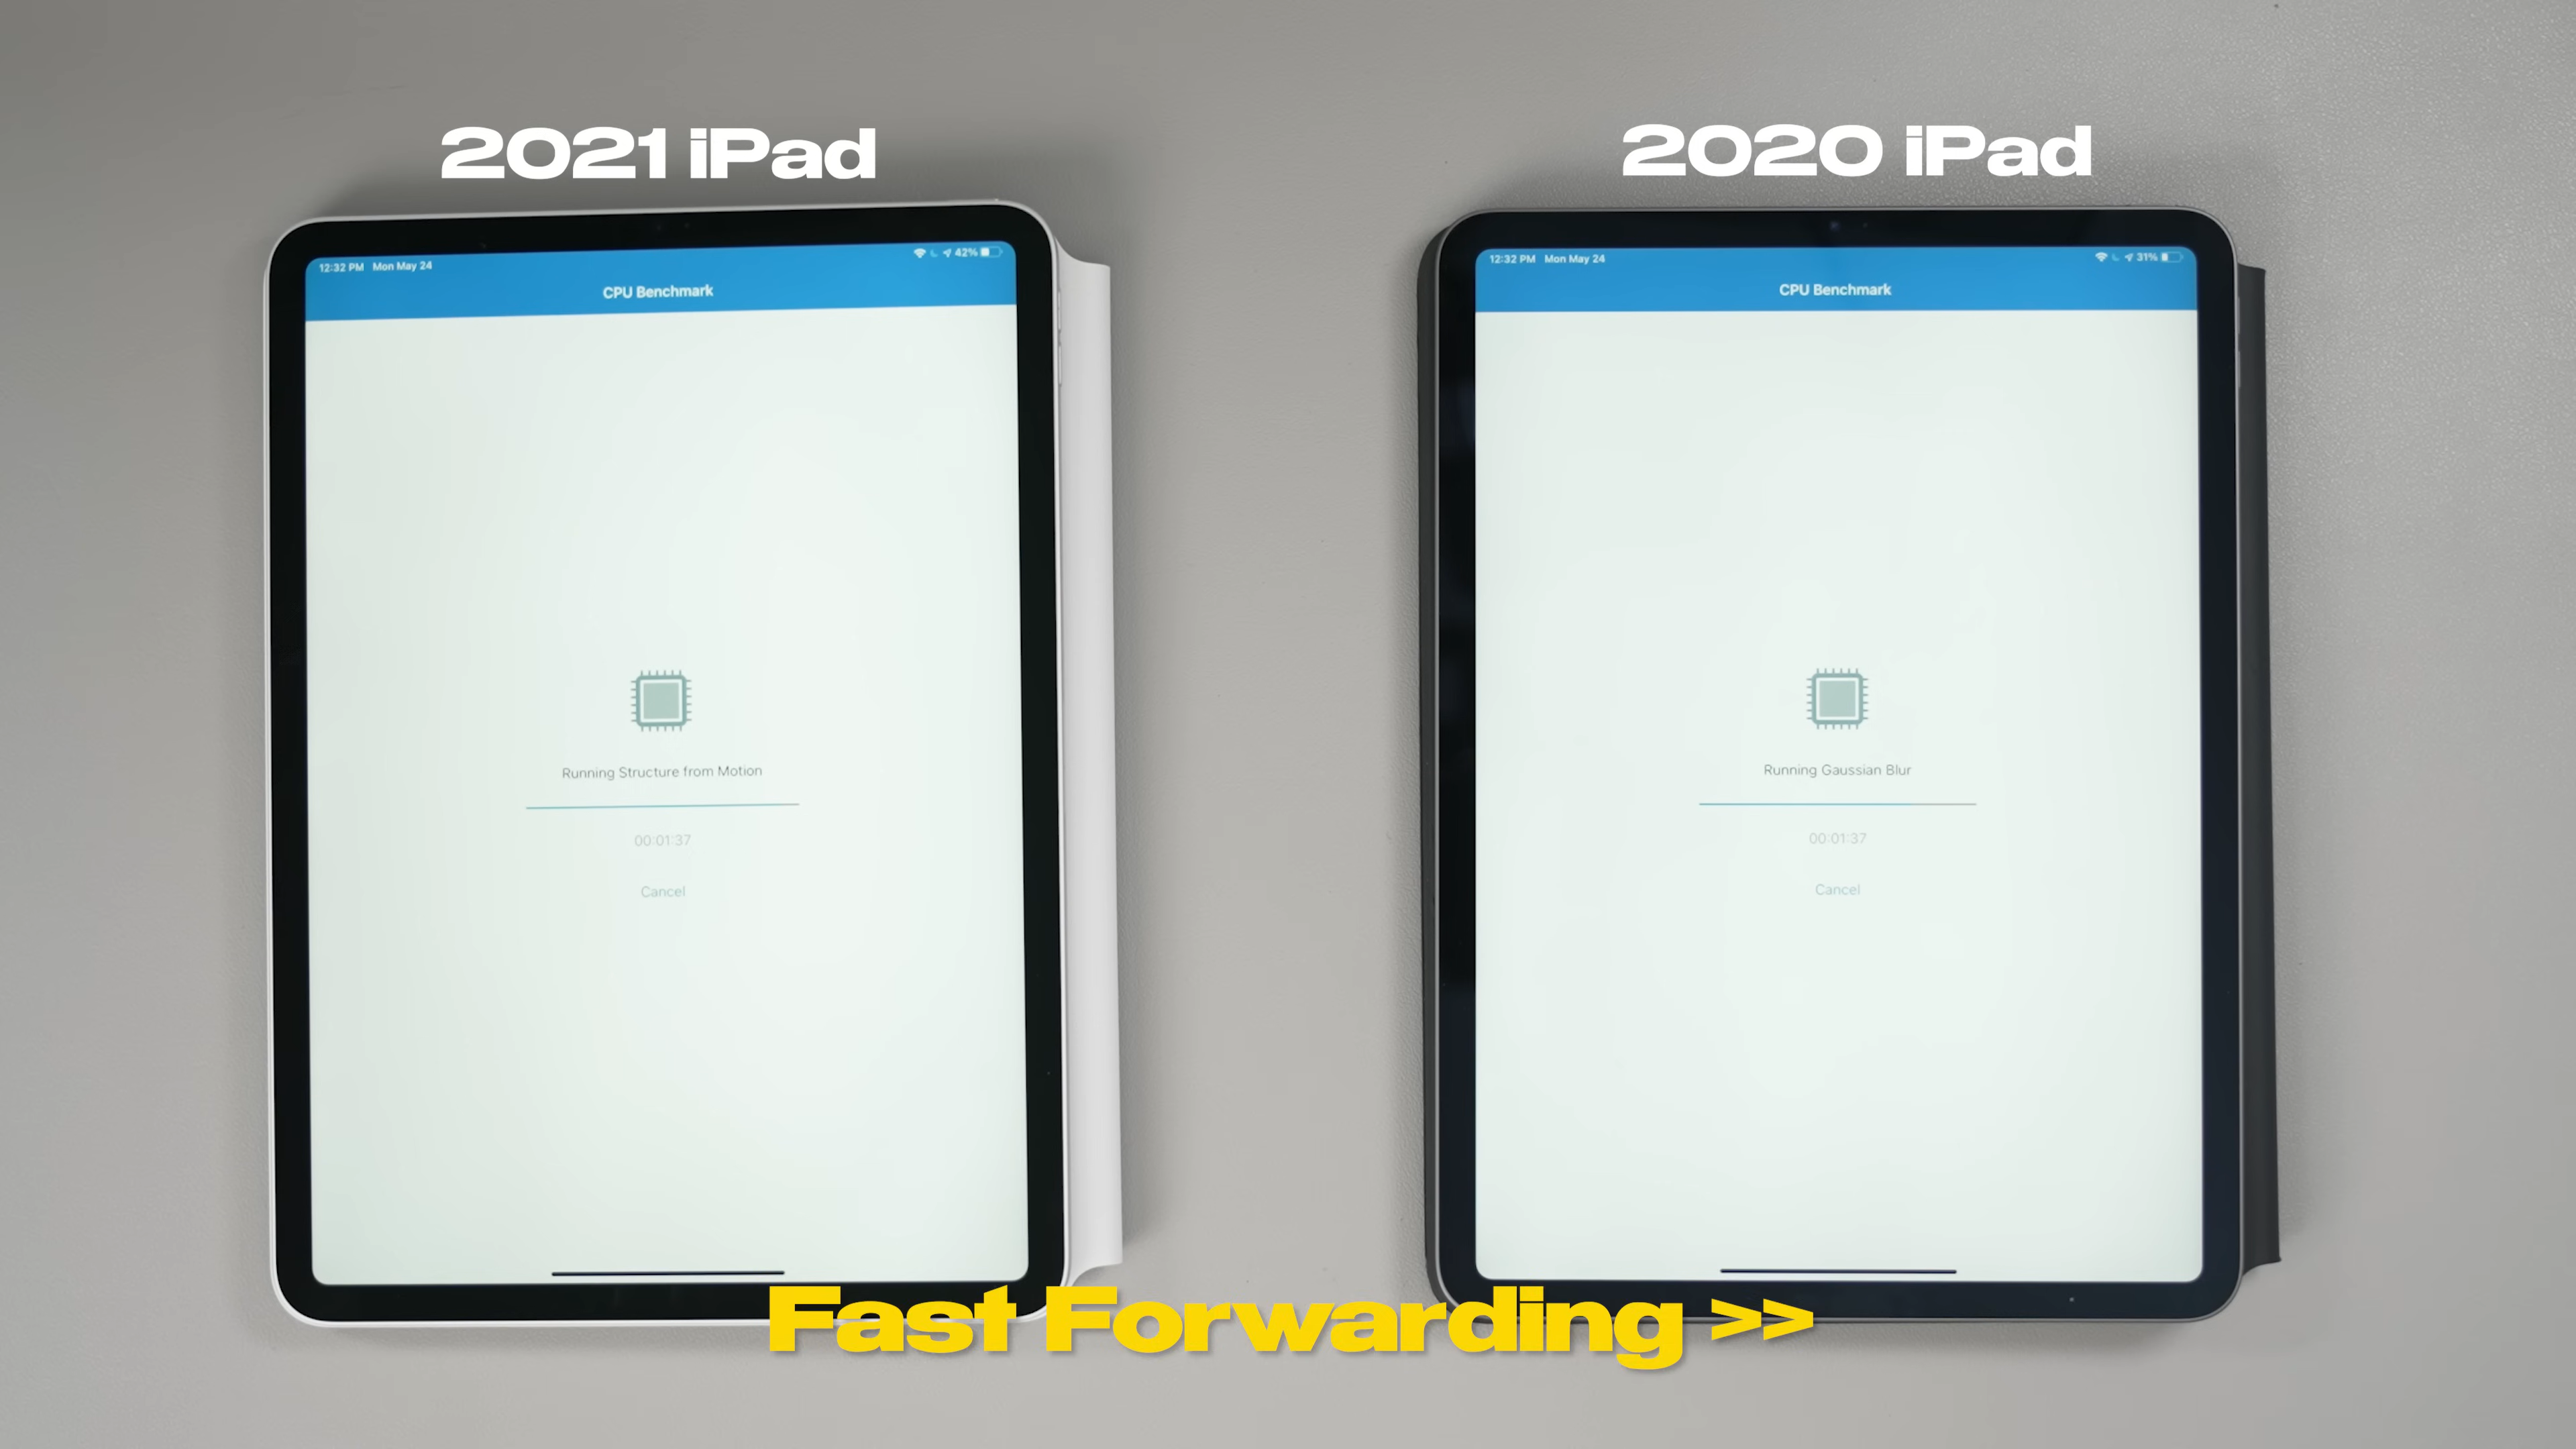 2021 iPad
12:32 PM Mon May 24
42%
CPU Benchmark
Running Structure from Motion
00:01:37
Cancel
2020 iPad
12:32 PM Mon May 24
31%
CPU Benchmark
Running Gaussian Blur
00:01:37
Cancel
Fast Forwarding >>